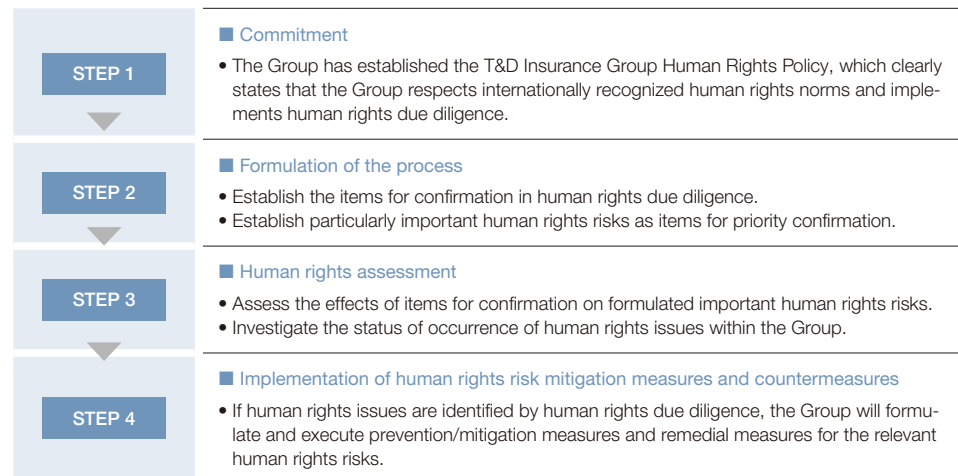 STEP 1
■ Commitment
• The Group has established the T&D Insurance Group Human Rights Policy, which clearly
states that the Group respects internationally recognized human rights norms and imple-
ments human rights due diligence.
STEP 2
■ Formulation of the process
• Establish the items for confirmation in human rights due diligence.
• Establish particularly important human rights risks as items for priority confirmation.
STEP 3
■ Human rights assessment
• Assess the effects of items for confirmation on formulated important human rights risks.
• Investigate the status of occurrence of human rights issues within the Group.
STEP 4
■ Implementation of human rights risk mitigation measures and countermeasures
• If human rights issues are identified by human rights due diligence, the Group will formu-
late and execute prevention/mitigation measures and remedial measures for the relevant
human rights risks.